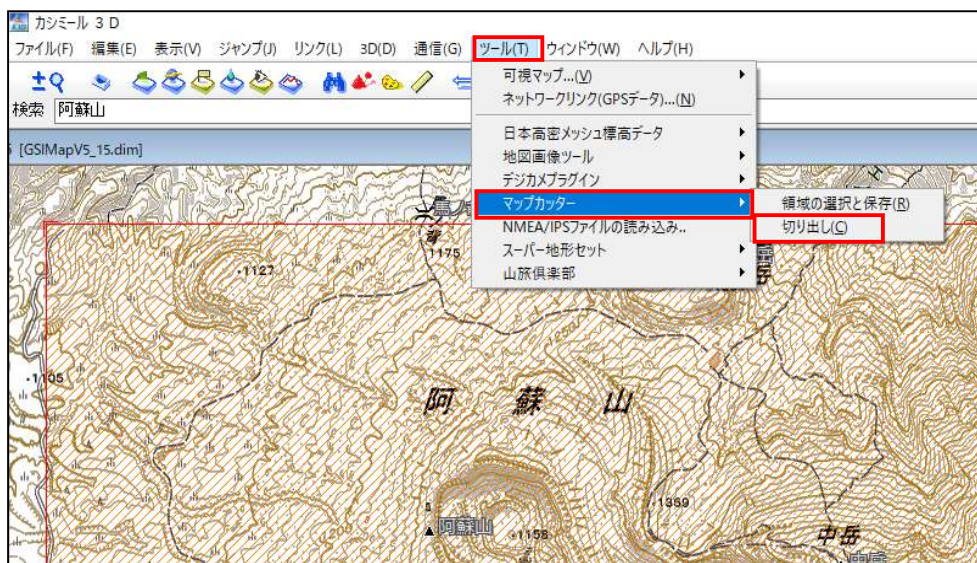 カシミール 3D
ファイル(F) 編集(E) 表示(V) ジャンプ(J) リンク(L) 3D(D) 通信(G) ツール(T) ウィンドウ(W) ヘルプ(H)
検索 阿蘇山
[GSIMapV5_15.dim]
可視マップ...(V)
ネットワークリンク(GPSデータ)...(N)
日本高密メッシュ標高データ
地図画像ツール
デジカメプラグイン
マップカッター
領域の選択と保存(R)
NMEA/IPSファイルの読み込み..
切り出し(C)
スーパー地形セット
山旅倶楽部
1175
・1127
阿蘇山
1369
阿蘇山
・1158
中岳